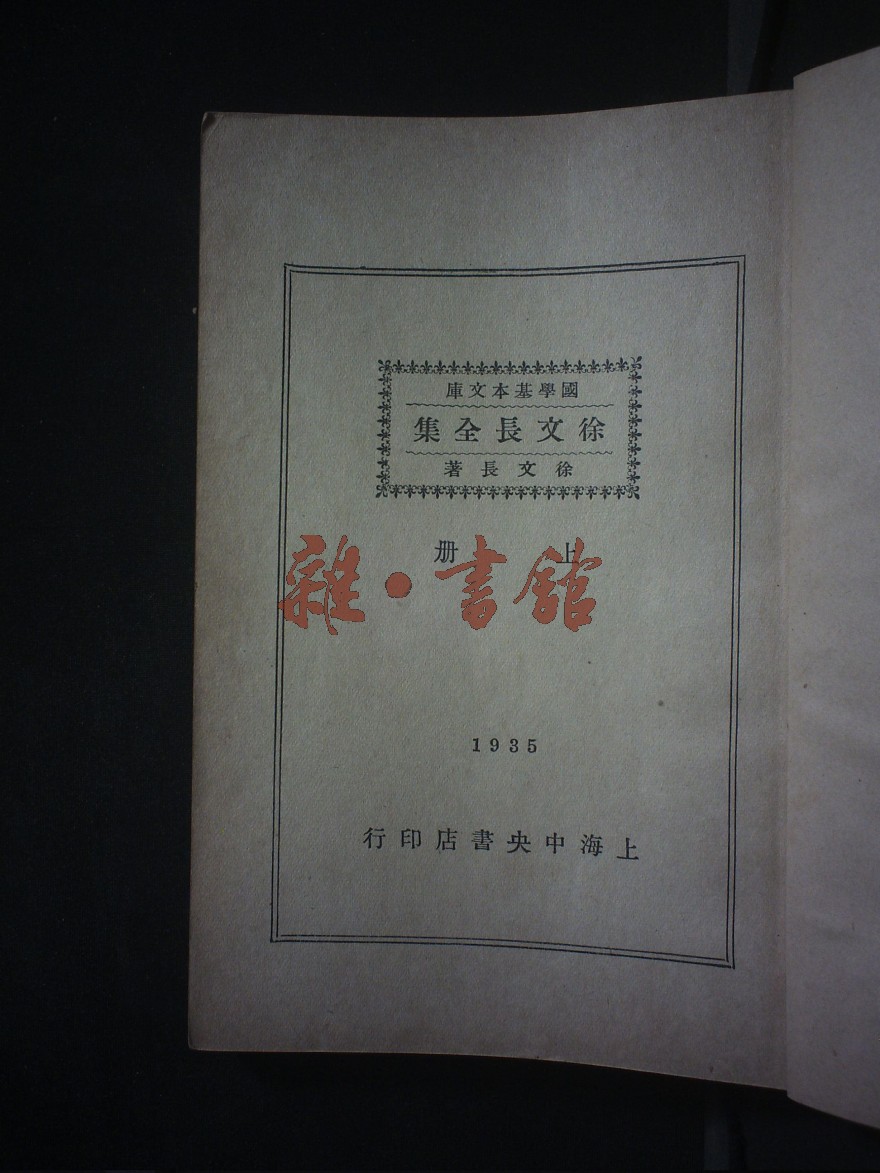 國學基本文庫
徐文長全集
徐文長著
上册
雜·書館
1935
上海中央書店印行